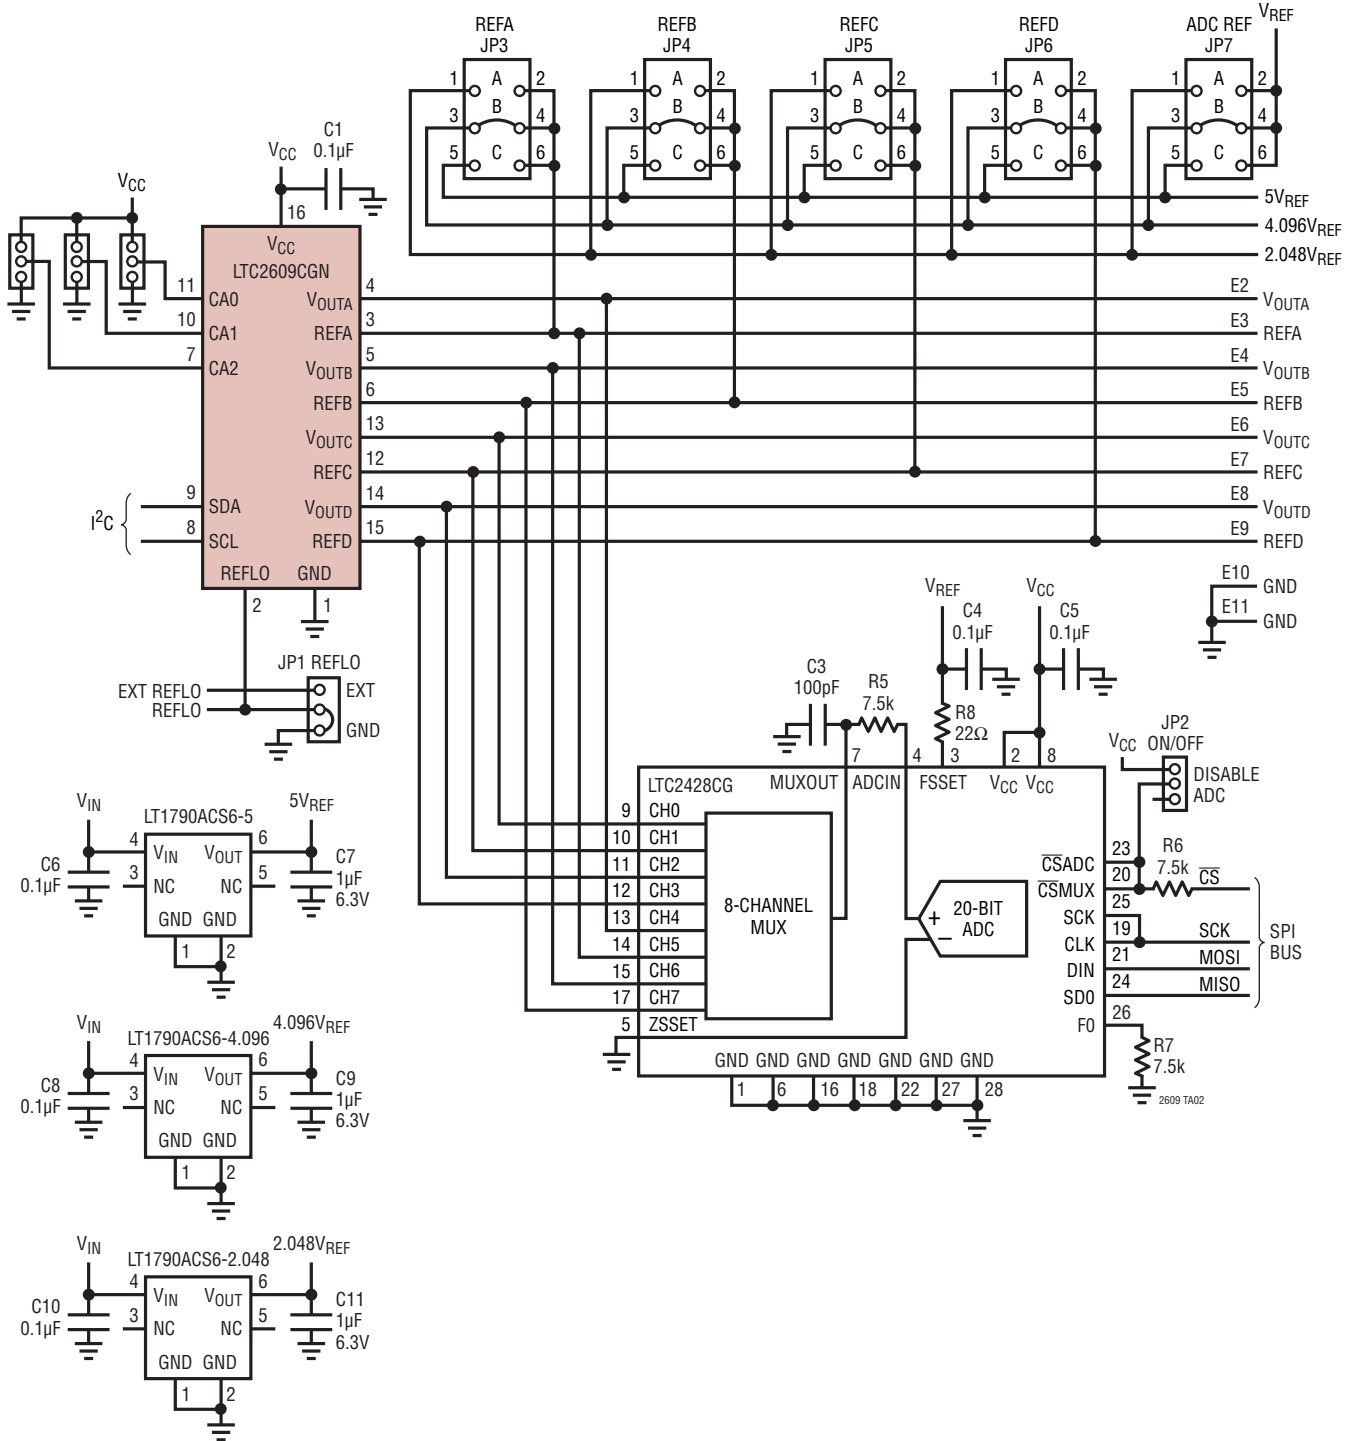 REFA REFB REFC REFD ADC REF VREF
JP3 JP4 JP5 JP6 JP7
1 A 2 1 A 2 1 A 2 1 A 2 1 A 2
3 B 4 3 B 4 3 B 4 3 B 4 3 B 4
5 C 6 5 C 6 5 C 6 5 C 6 5 C 6
5VREF
4.096VREF
2.048VREF
C1
VCC 0.1µF
VCC
16
VCC
LTC2609CGN
11 CA0 VOUTA 4 E2 VOUTA
10 CA1 REFA 3 E3 REFA
7 CA2 VOUTB 5 E4 VOUTB
REFB 6 E5 REFB
VOUTC 13 E6 VOUTC
REFC 12 E7 REFC
I²C
9 SDA VOUTD 14 E8 VOUTD
8 SCL REFD 15 E9 REFD
REFLO GND
2 1
E10 GND
E11 GND
JP1 REFLO
EXT REFLO EXT
REFLO
GND
VREF VCC
C4 C5
0.1µF 0.1µF
C3 R5
100pF 7.5k
R8
22Ω
JP2
VCC ON/OFF
DISABLE
ADC
7 4 3 2 8
LTC2428CG MUXOUT ADCIN FSSET VCC VCC
9 CH0
10 CH1
11 CH2
12 CH3
13 CH4
14 CH5
15 CH6
17 CH7
5 ZSSET
8-CHANNEL
MUX
+
–
20-BIT
ADC
CSADC 23 R6
7.5k
CSMUX 20 CS
SCK 25
CLK 19 SCK
DIN 21 MOSI
SD0 24 MISO
SPI
BUS
F0 26
R7
7.5k
GND GND GND GND GND GND GND
1 6 16 18 22 27 28
2609 TA02
VIN 5VREF
LT1790ACS6-5
4 VIN VOUT 6
C6
0.1µF
3 NC NC 5
C7
1µF
6.3V
GND GND
1 2
VIN 4.096VREF
LT1790ACS6-4.096
4 VIN VOUT 6
C8
0.1µF
3 NC NC 5
C9
1µF
6.3V
GND GND
1 2
VIN 2.048VREF
LT1790ACS6-2.048
4 VIN VOUT 6
C10
0.1µF
3 NC NC 5
C11
1µF
6.3V
GND GND
1 2